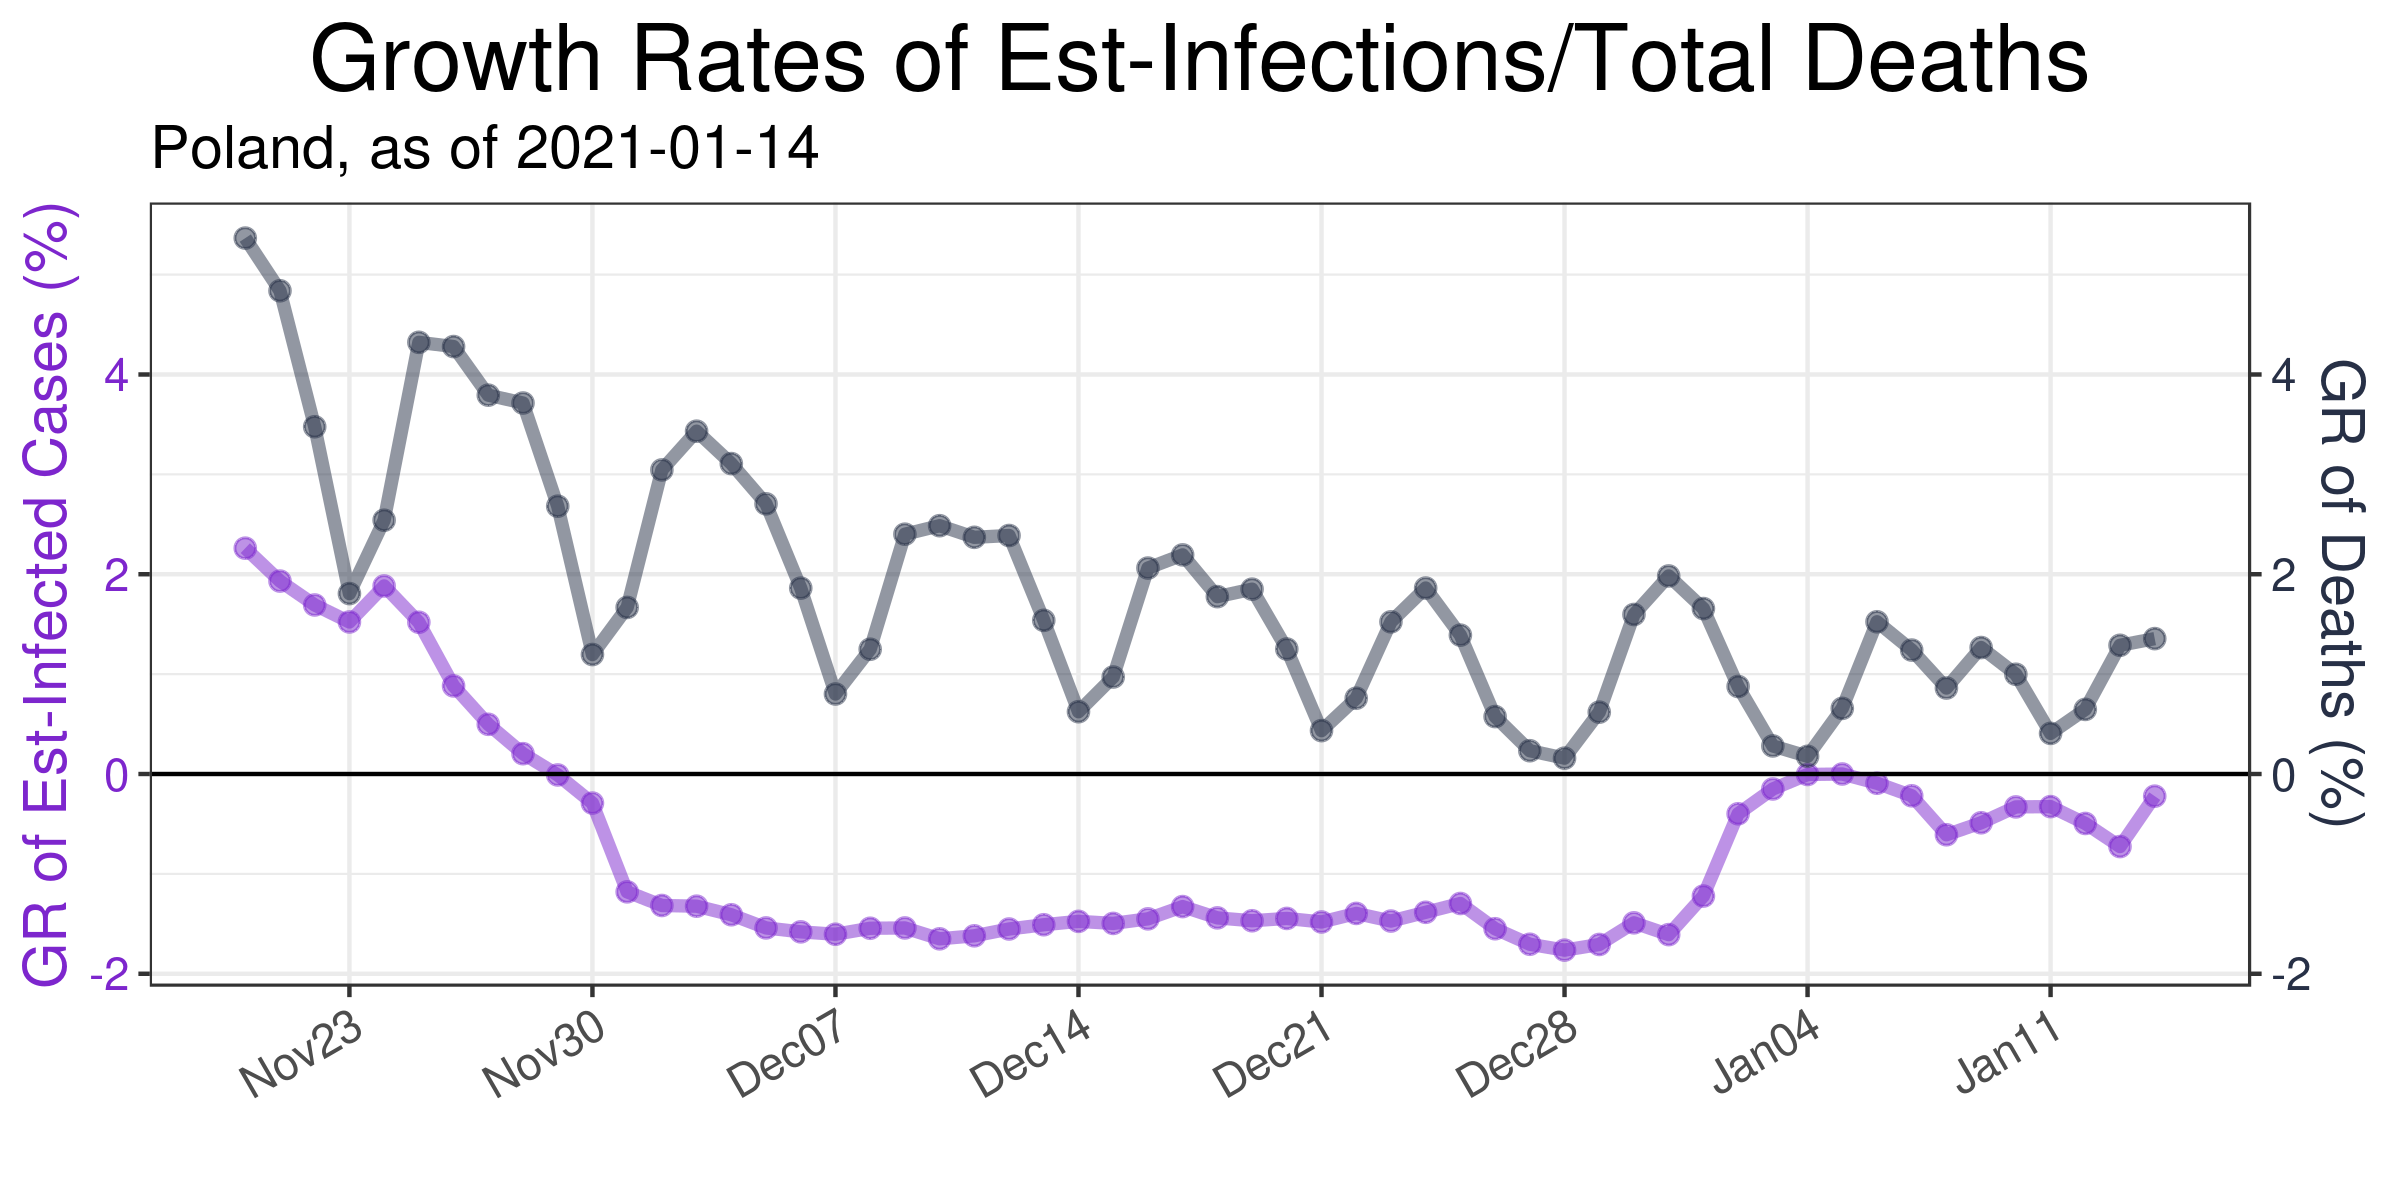 Growth Rates of Est-Infections/Total Deaths
Poland, as of 2021-01-14
GR of Est-Infected Cases (%)
4
2
0
-2
4
2
0
-2
GR of Deaths (%)
Nov23
Nov30
Dec07
Dec14
Dec21
Dec28
Jan04
Jan11